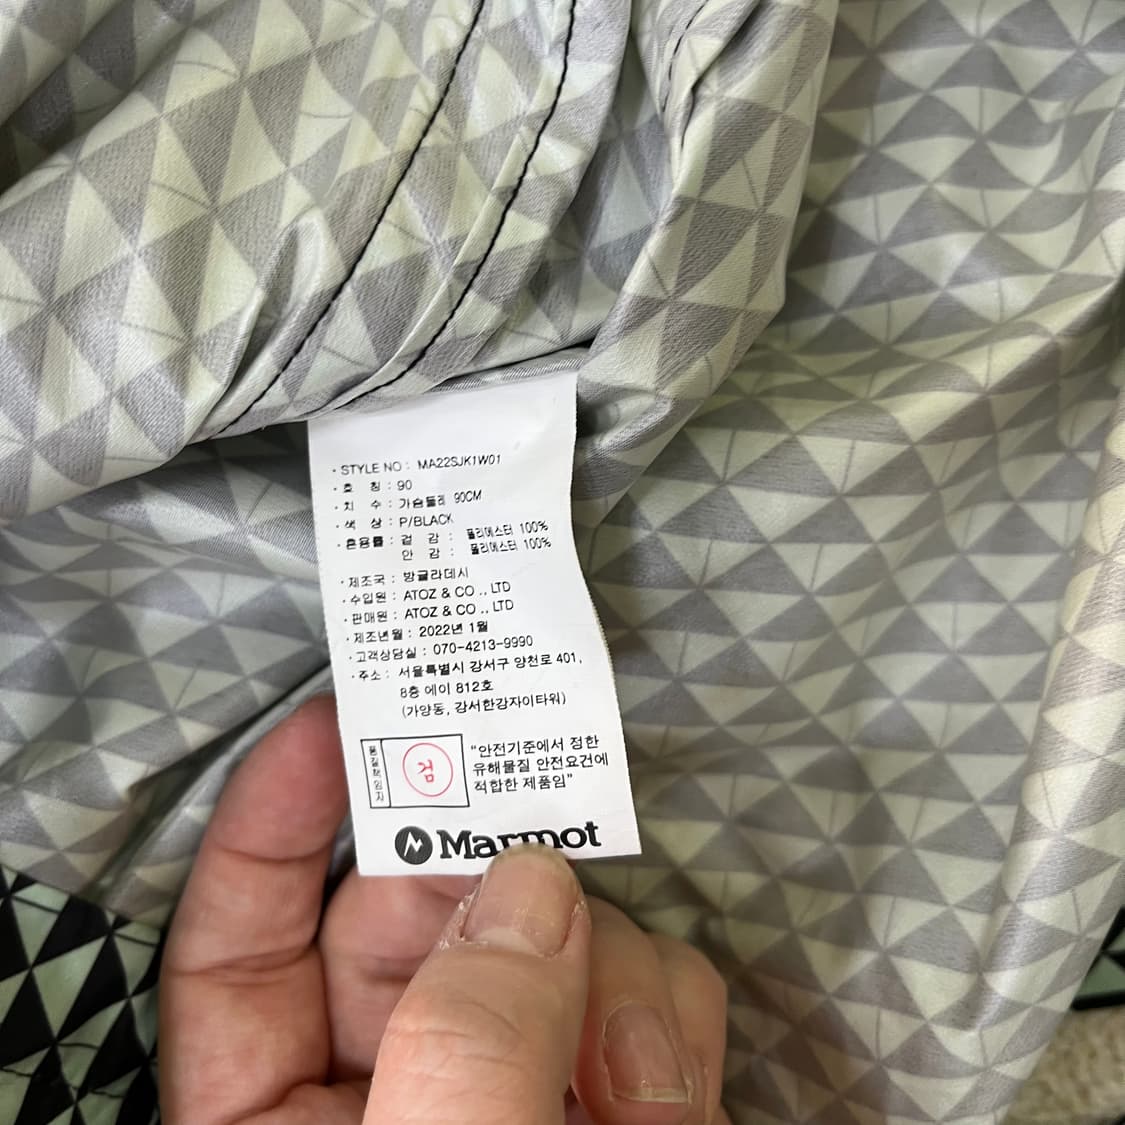 · STYLE NO : MA22SJK1W01
· 호 칭 : 90
· 치 수 : 가슴둘레 90CM
· 색 상 : P/BLACK
· 혼용률 : 겉 감 : 폴리에스터 100%
안 감 : 폴리에스터 100%
· 제조국 : 방글라데시
· 수입원 : ATOZ & CO ., LTD
· 판매원 : ATOZ & CO ., LTD
· 제조년월 : 2022년 1월
· 고객상담실 : 070-4213-9990
· 주소 : 서울특별시 강서구 양천로 401,
8층 에이 812호
(가양동, 강서한강자이타워)
품질책임자
검
"안전기준에서 정한
유해물질 안전요건에
적합한 제품임"
Marmot